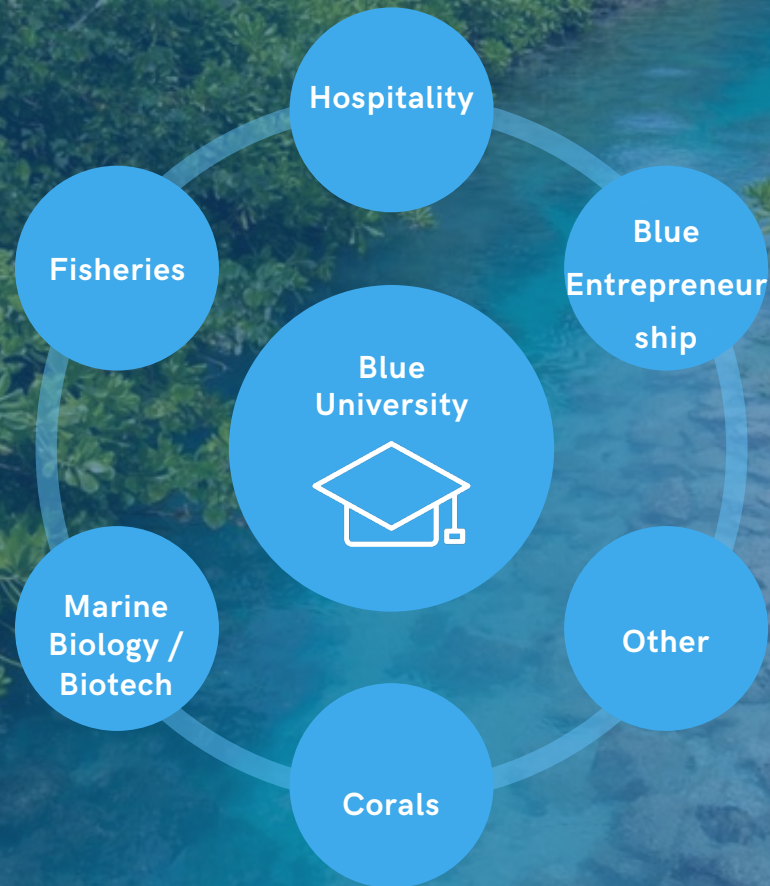 Hospitality
Blue
Entrepreneur
ship
Fisheries
Blue
University
Marine
Biology /
Biotech
Other
Corals